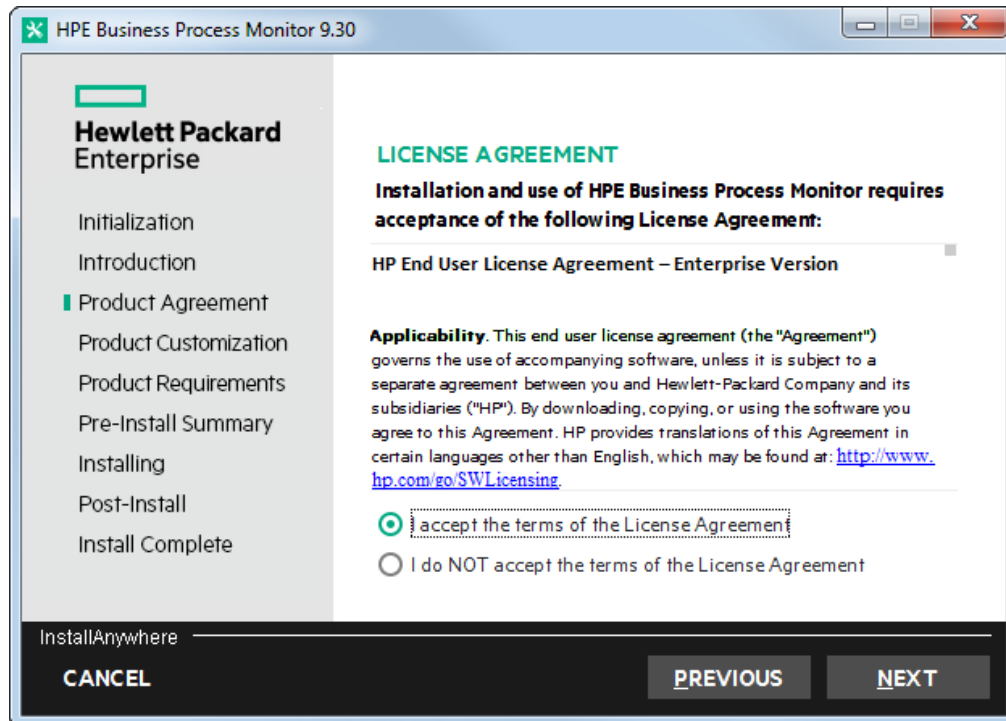 HPE Business Process Monitor 9.30
Hewlett Packard
Enterprise
Initialization
Introduction
Product Agreement
Product Customization
Product Requirements
Pre-Install Summary
Installing
Post-Install
Install Complete
LICENSE AGREEMENT
Installation and use of HPE Business Process Monitor requires
acceptance of the following License Agreement:
HP End User License Agreement – Enterprise Version
Applicability. This end user license agreement (the "Agreement")
governs the use of accompanying software, unless it is subject to a
separate agreement between you and Hewlett-Packard Company and its
subsidiaries ("HP"). By downloading, copying, or using the software you
agree to this Agreement. HP provides translations of this Agreement in
certain languages other than English, which may be found at: http://www.
hp.com/go/SWLicensing.
I accept the terms of the License Agreement
I do NOT accept the terms of the License Agreement
InstallAnywhere
CANCEL
PREVIOUS
NEXT